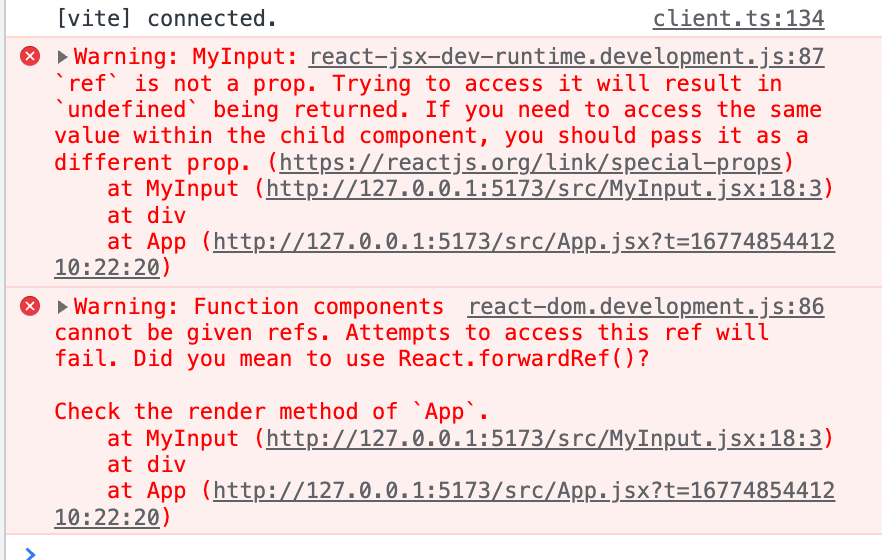 [vite] connected. client.ts:134
Warning: MyInput: react-jsx-dev-runtime.development.js:87
`ref` is not a prop. Trying to access it will result in
`undefined` being returned. If you need to access the same
value within the child component, you should pass it as a
different prop. (https://reactjs.org/link/special-props)
at MyInput (http://127.0.0.1:5173/src/MyInput.jsx:18:3)
at div
at App (http://127.0.0.1:5173/src/App.jsx?t=16774854412
10:22:20)
Warning: Function components react-dom.development.js:86
cannot be given refs. Attempts to access this ref will
fail. Did you mean to use React.forwardRef()?
Check the render method of `App`.
at MyInput (http://127.0.0.1:5173/src/MyInput.jsx:18:3)
at div
at App (http://127.0.0.1:5173/src/App.jsx?t=16774854412
10:22:20)